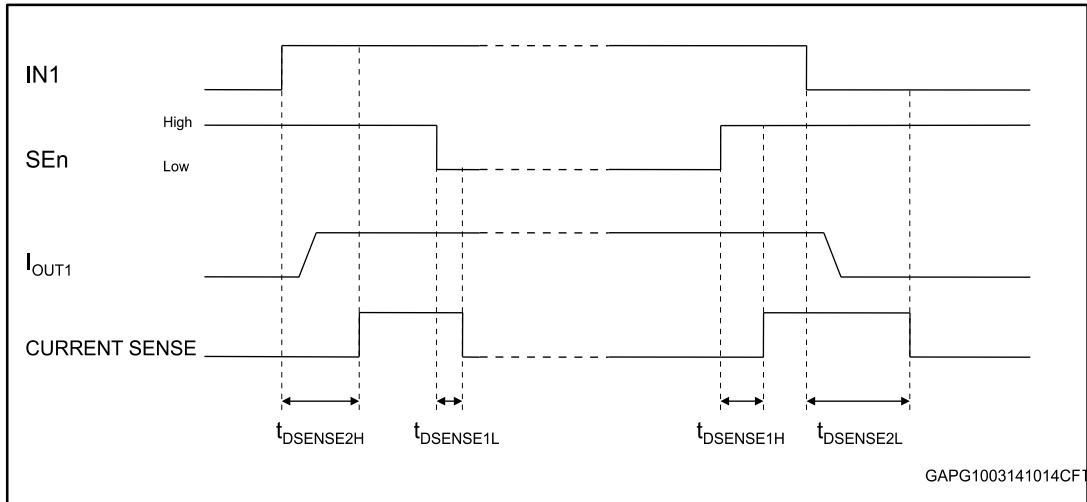 IN1
High
SEn
Low
IOUT1
CURRENT SENSE
tDSENSE2H tDSENSE1L tDSENSE1H tDSENSE2L
GAPG1003141014CFT